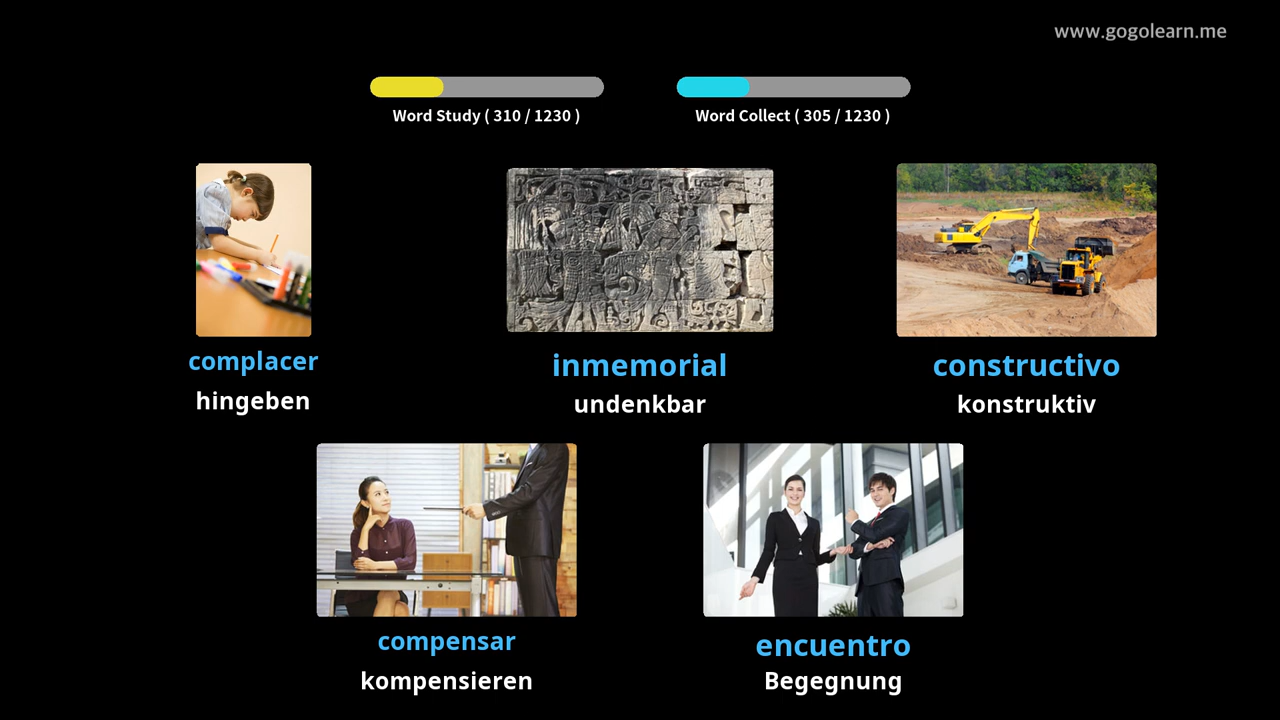 www.gogolearn.me
Word Study ( 310 / 1230 )
Word Collect ( 305 / 1230 )
complacer
hingeben
inmemorial
undenkbar
constructivo
konstruktiv
compensar
kompensieren
encuentro
Begegnung